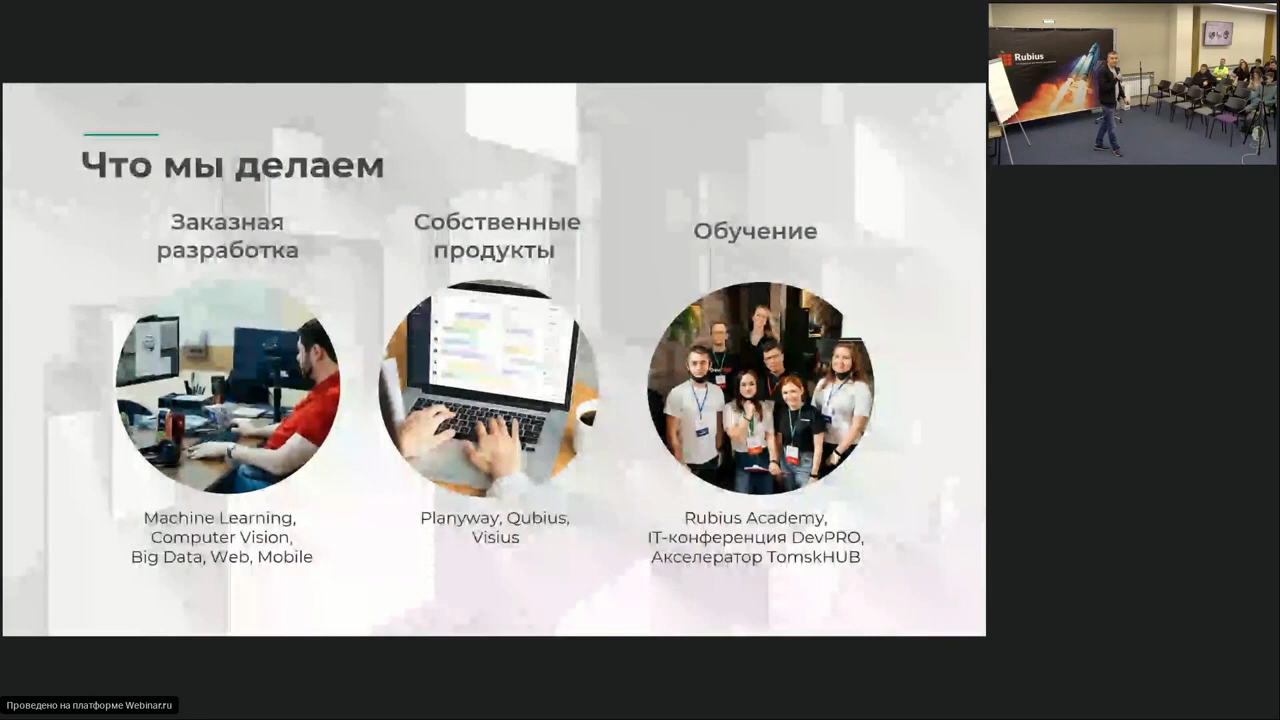 Что мы делаем
Заказная
разработка
Собственные
продукты
Обучение
Machine Learning,
Computer Vision,
Big Data, Web, Mobile
Planyway, Qubius,
Visius
Rubius Academy,
IT-конференция DevPRO,
Акселератор TomskHUB
Rubius
Проведено на платформе Webinar.ru